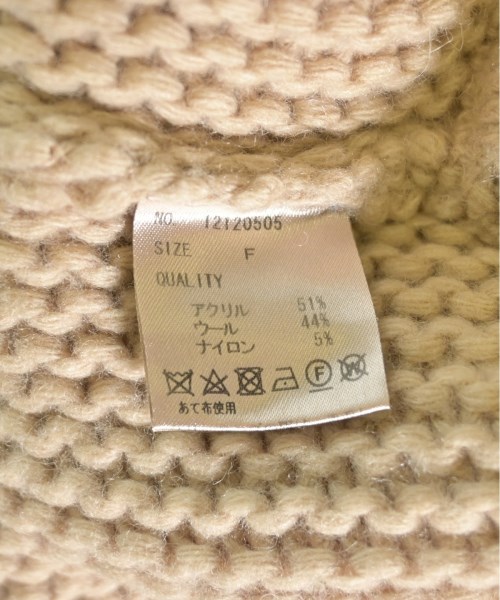 NO. 12120505
SIZE F
QUALITY
アクリル 51%
ウール 44%
ナイロン 5%
F W
あて布使用